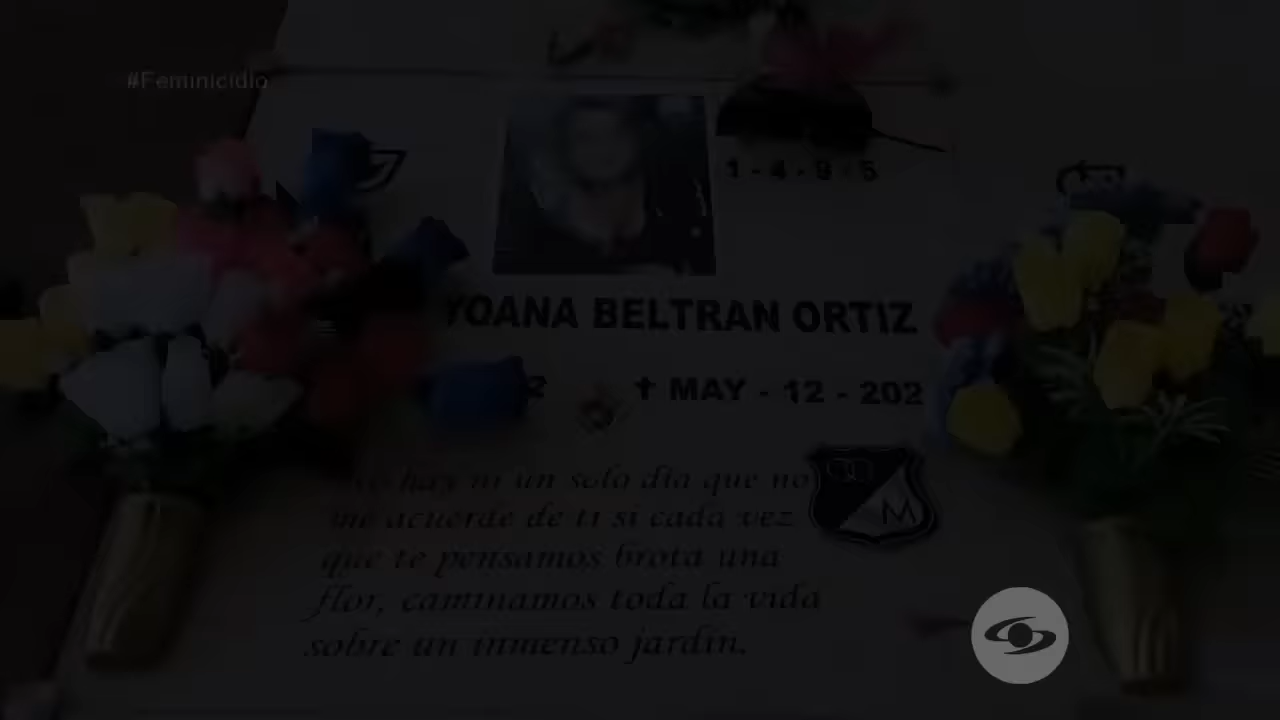 #Feminicidio
1 - 4 - 9 - 5
YOANA BELTRAN ORTIZ
2 ✝ MAY - 12 - 202
hay ni un solo día que no
me acuerde de ti si cada vez
que te pensamos brota una
flor, caminamos toda la vida
sobre un inmenso jardín.
M